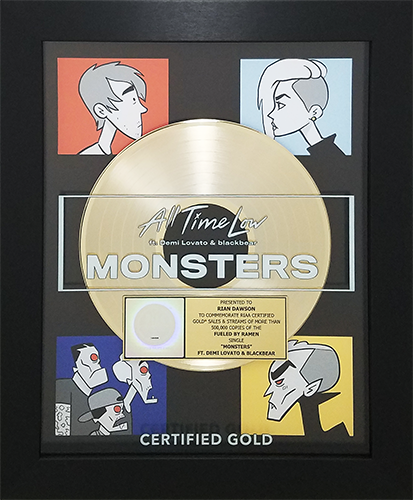 All Time Low
ft. Demi Lovato & blackbear
MONSTERS
PRESENTED TO
RIAN DAWSON
TO COMMEMORATE RIAA CERTIFIED
GOLD® SALES & STREAMS OF MORE THAN
500,000 COPIES OF THE
FUELED BY RAMEN
SINGLE
"MONSTERS"
FT. DEMI LOVATO & BLACKBEAR
CERTIFIED GOLD